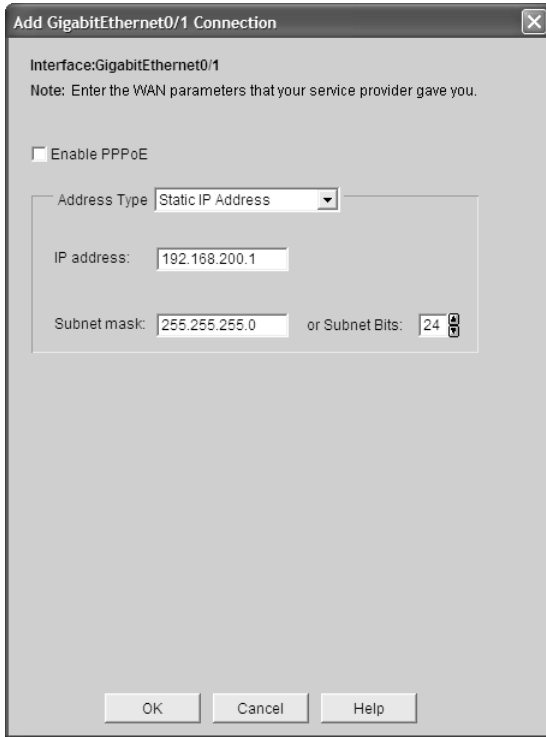 Add GigabitEthernet0/1 Connection
Interface:GigabitEthernet0/1
Note: Enter the WAN parameters that your service provider gave you.
Enable PPPoE
Address Type Static IP Address
IP address: 192.168.200.1
Subnet mask: 255.255.255.0 or Subnet Bits: 24
OK Cancel Help